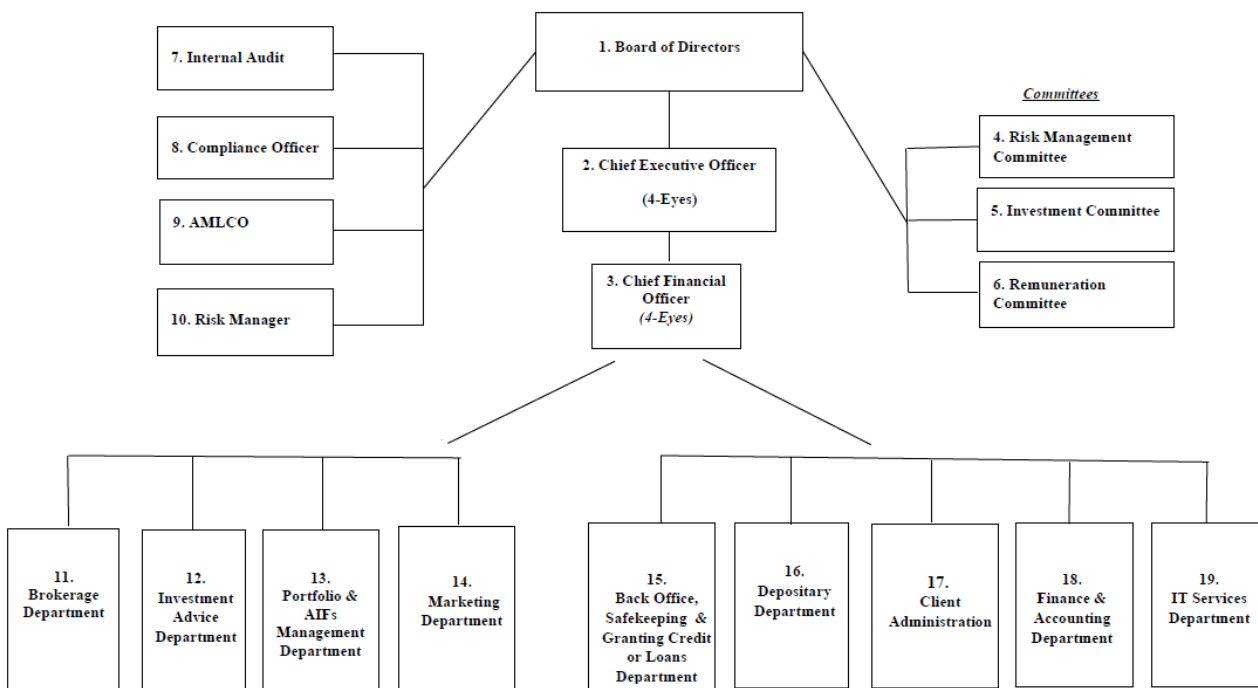 1. Board of Directors
7. Internal Audit
8. Compliance Officer
9. AMLCO
10. Risk Manager
2. Chief Executive Officer
(4-Eyes)
3. Chief Financial
Officer
(4-Eyes)
Committees
4. Risk Management
Committee
5. Investment Committee
6. Remuneration
Committee
11.
Brokerage
Department
12.
Investment
Advice
Department
13.
Portfolio &
AIFs
Management
Department
14.
Marketing
Department
15.
Back Office,
Safekeeping &
Granting Credit
or Loans
Department
16.
Depositary
Department
17.
Client
Administration
18.
Finance &
Accounting
Department
19.
IT Services
Department